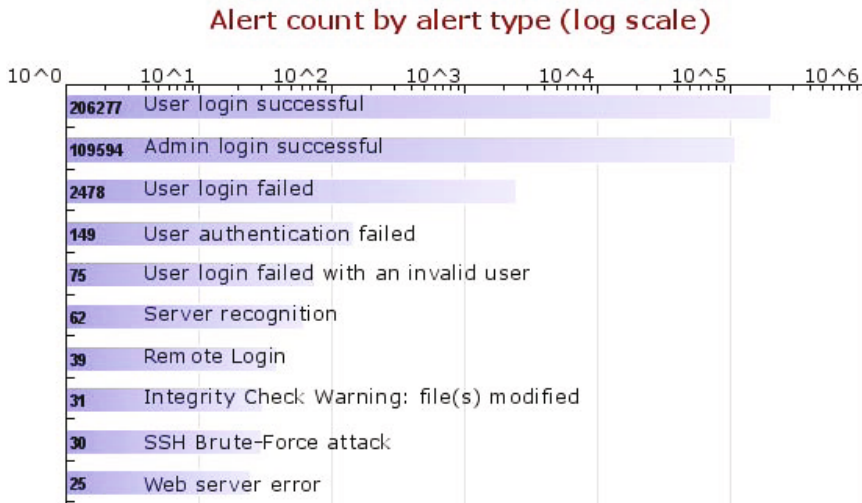 Alert count by alert type (log scale)
10^0 10^1 10^2 10^3 10^4 10^5 10^6
206277 User login successful
109594 Admin login successful
2478 User login failed
149 User authentication failed
75 User login failed with an invalid user
62 Server recognition
39 Remote Login
31 Integrity Check Warning: file(s) modified
30 SSH Brute-Force attack
25 Web server error